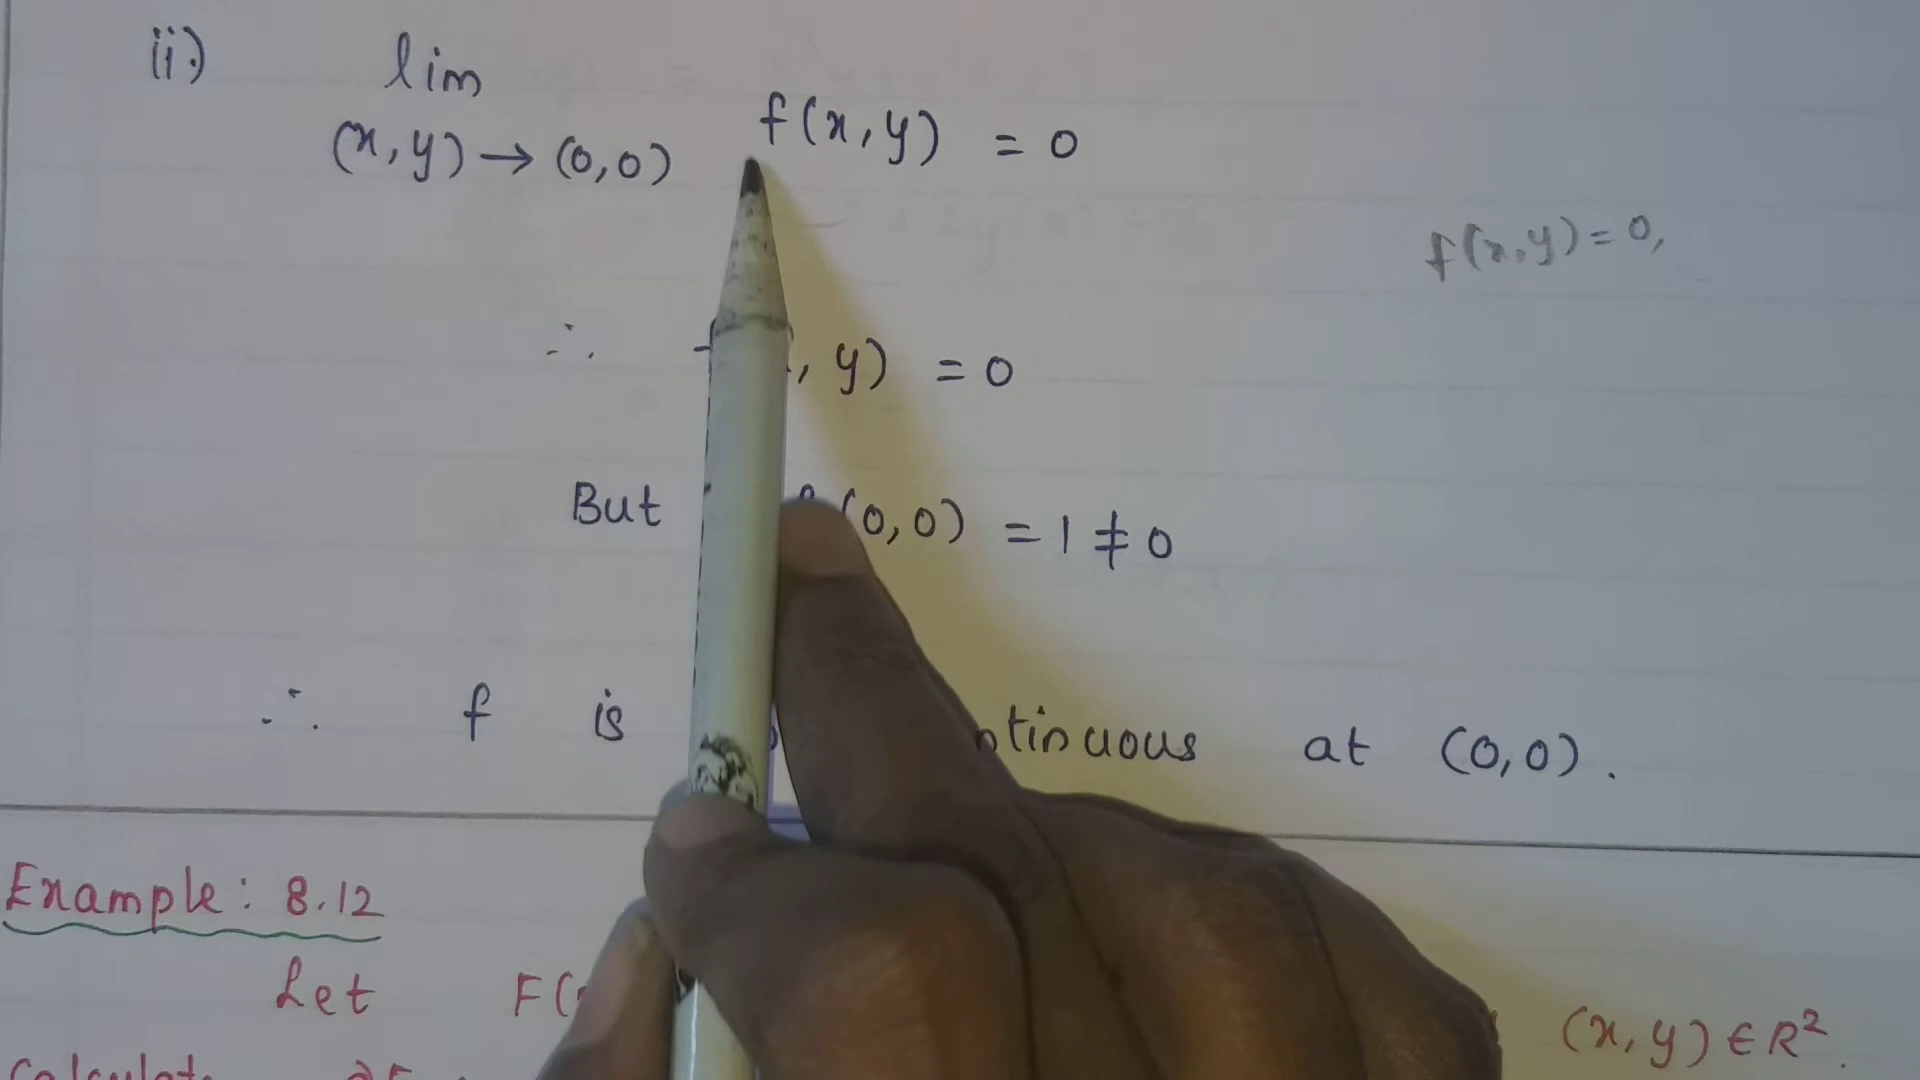 ii)
lim
(x,y)→(0,0) f(x,y) = 0
f(x,y)=0,
∴ , y) = 0
But (0,0) = 1 ≠ 0
∴ f is at (0,0).
Example: 8.12
Let F( (x,y) ∈ R².